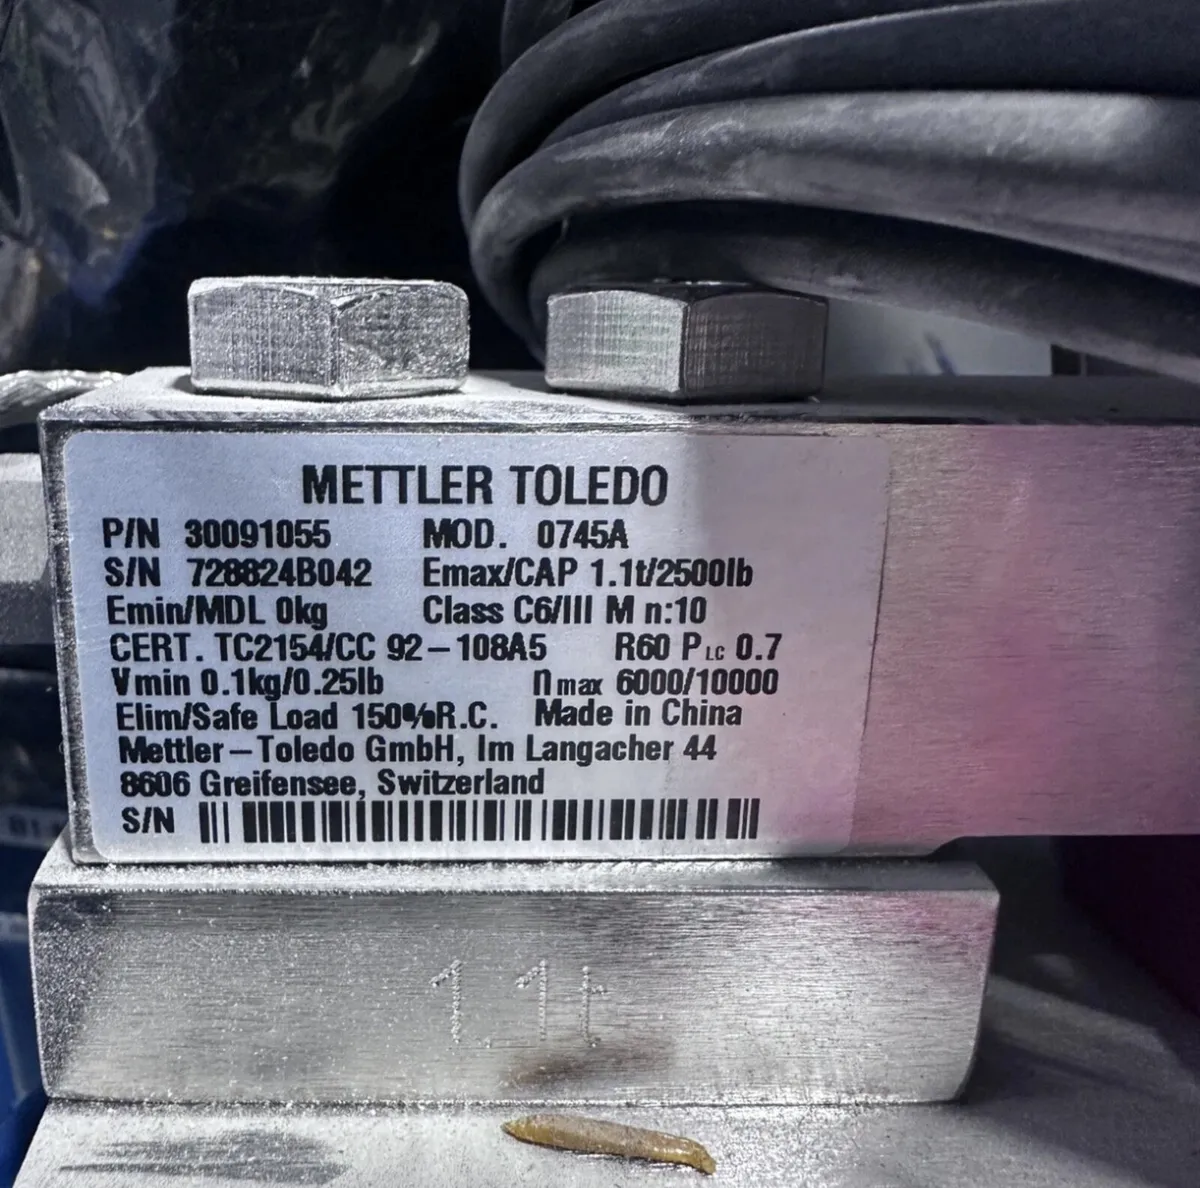 METTLER TOLEDO
P/N 30091055 MOD. 0745A
S/N 728824B042 Emax/CAP 1.1t/2500lb
Emin/MDL 0kg Class C6/III M n:10
CERT. TC2154/CC 92-108A5 R60 PLC 0.7
Vmin 0.1kg/0.25lb nmax 6000/10000
Elim/Safe Load 150%R.C. Made in China
Mettler-Toledo GmbH, Im Langacher 44
8606 Greifensee, Switzerland
S/N
1.1t